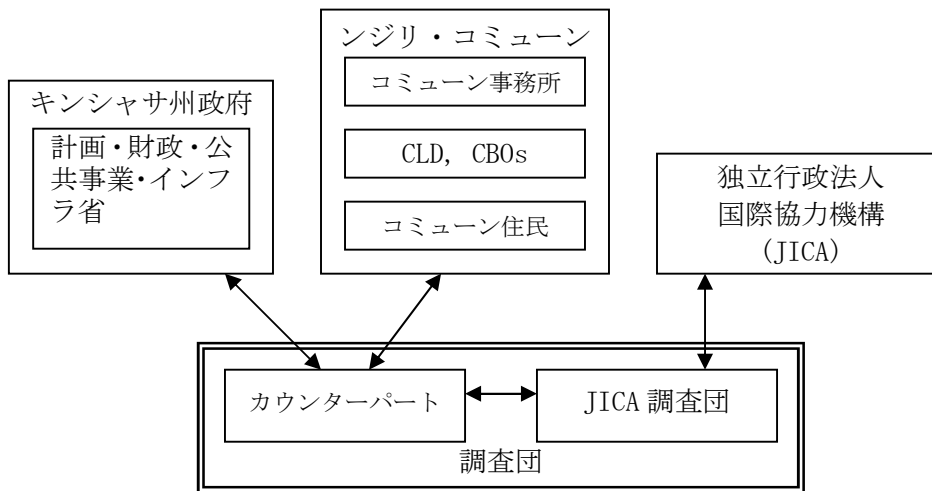 ンジリ・コミューン
コミューン事務所
CLD, CBOs
コミューン住民
キンシャサ州政府
計画・財政・公
共事業・インフ
ラ省
独立行政法人
国際協力機構
(JICA)
カウンターパート
JICA 調査団
調査団